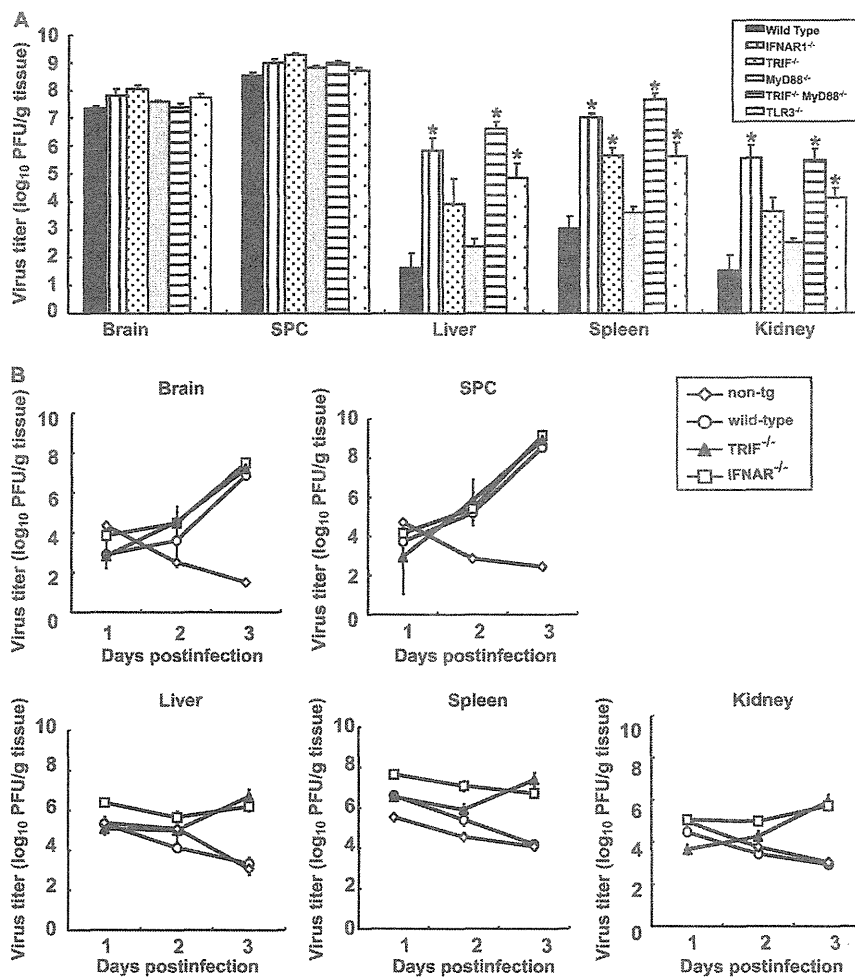 A
Virus titer (log10 PFU/g tissue)
10
9
8
7
6
5
4
3
2
1
0
Wild Type
IFNAR1-/-
TRIF-/-
MyD88-/-
TRIF-/- MyD88-/-
TLR3-/-
* * * * * * * * * *
Brain SPC Liver Spleen Kidney
B
Brain
Virus titer (log10 PFU/g tissue)
10
8
6
4
2
0
1 2 3
Days postinfection
SPC
Virus titer (log10 PFU/g tissue)
10
8
6
4
2
0
1 2 3
Days postinfection
non-tg
wild-type
TRIF-/-
IFNAR-/-
Liver
Virus titer (log10 PFU/g tissue)
10
8
6
4
2
0
1 2 3
Days postinfection
Spleen
Virus titer (log10 PFU/g tissue)
10
8
6
4
2
0
1 2 3
Days postinfection
Kidney
Virus titer (log10 PFU/g tissue)
10
8
6
4
2
0
1 2 3
Days postinfection